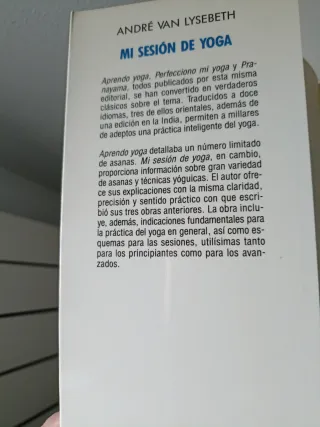 ANDRÉ VAN LYSEBETH
MI SESIÓN DE YOGA
Aprendo yoga, Perfecciono mi yoga y Pra-
nayama, todos publicados por esta misma
editorial, se han convertido en verdaderos
clásicos sobre el tema. Traducidos a doce
idiomas, tres de ellos orientales, además de
una edición en la India, permiten a millares
de adeptos una práctica inteligente del yoga.
Aprendo yoga detallaba un número limitado
de asanas. Mi sesión de yoga, en cambio,
proporciona información sobre gran variedad
de asanas y técnicas yóguicas. El autor ofre-
ce sus explicaciones con la misma claridad,
precisión y sentido práctico con que escri-
bió sus tres obras anteriores. La obra inclu-
ye, además, indicaciones fundamentales para
la práctica del yoga en general, así como es-
quemas para las sesiones, utilísimas tanto
para los principiantes como para los avan-
zados.